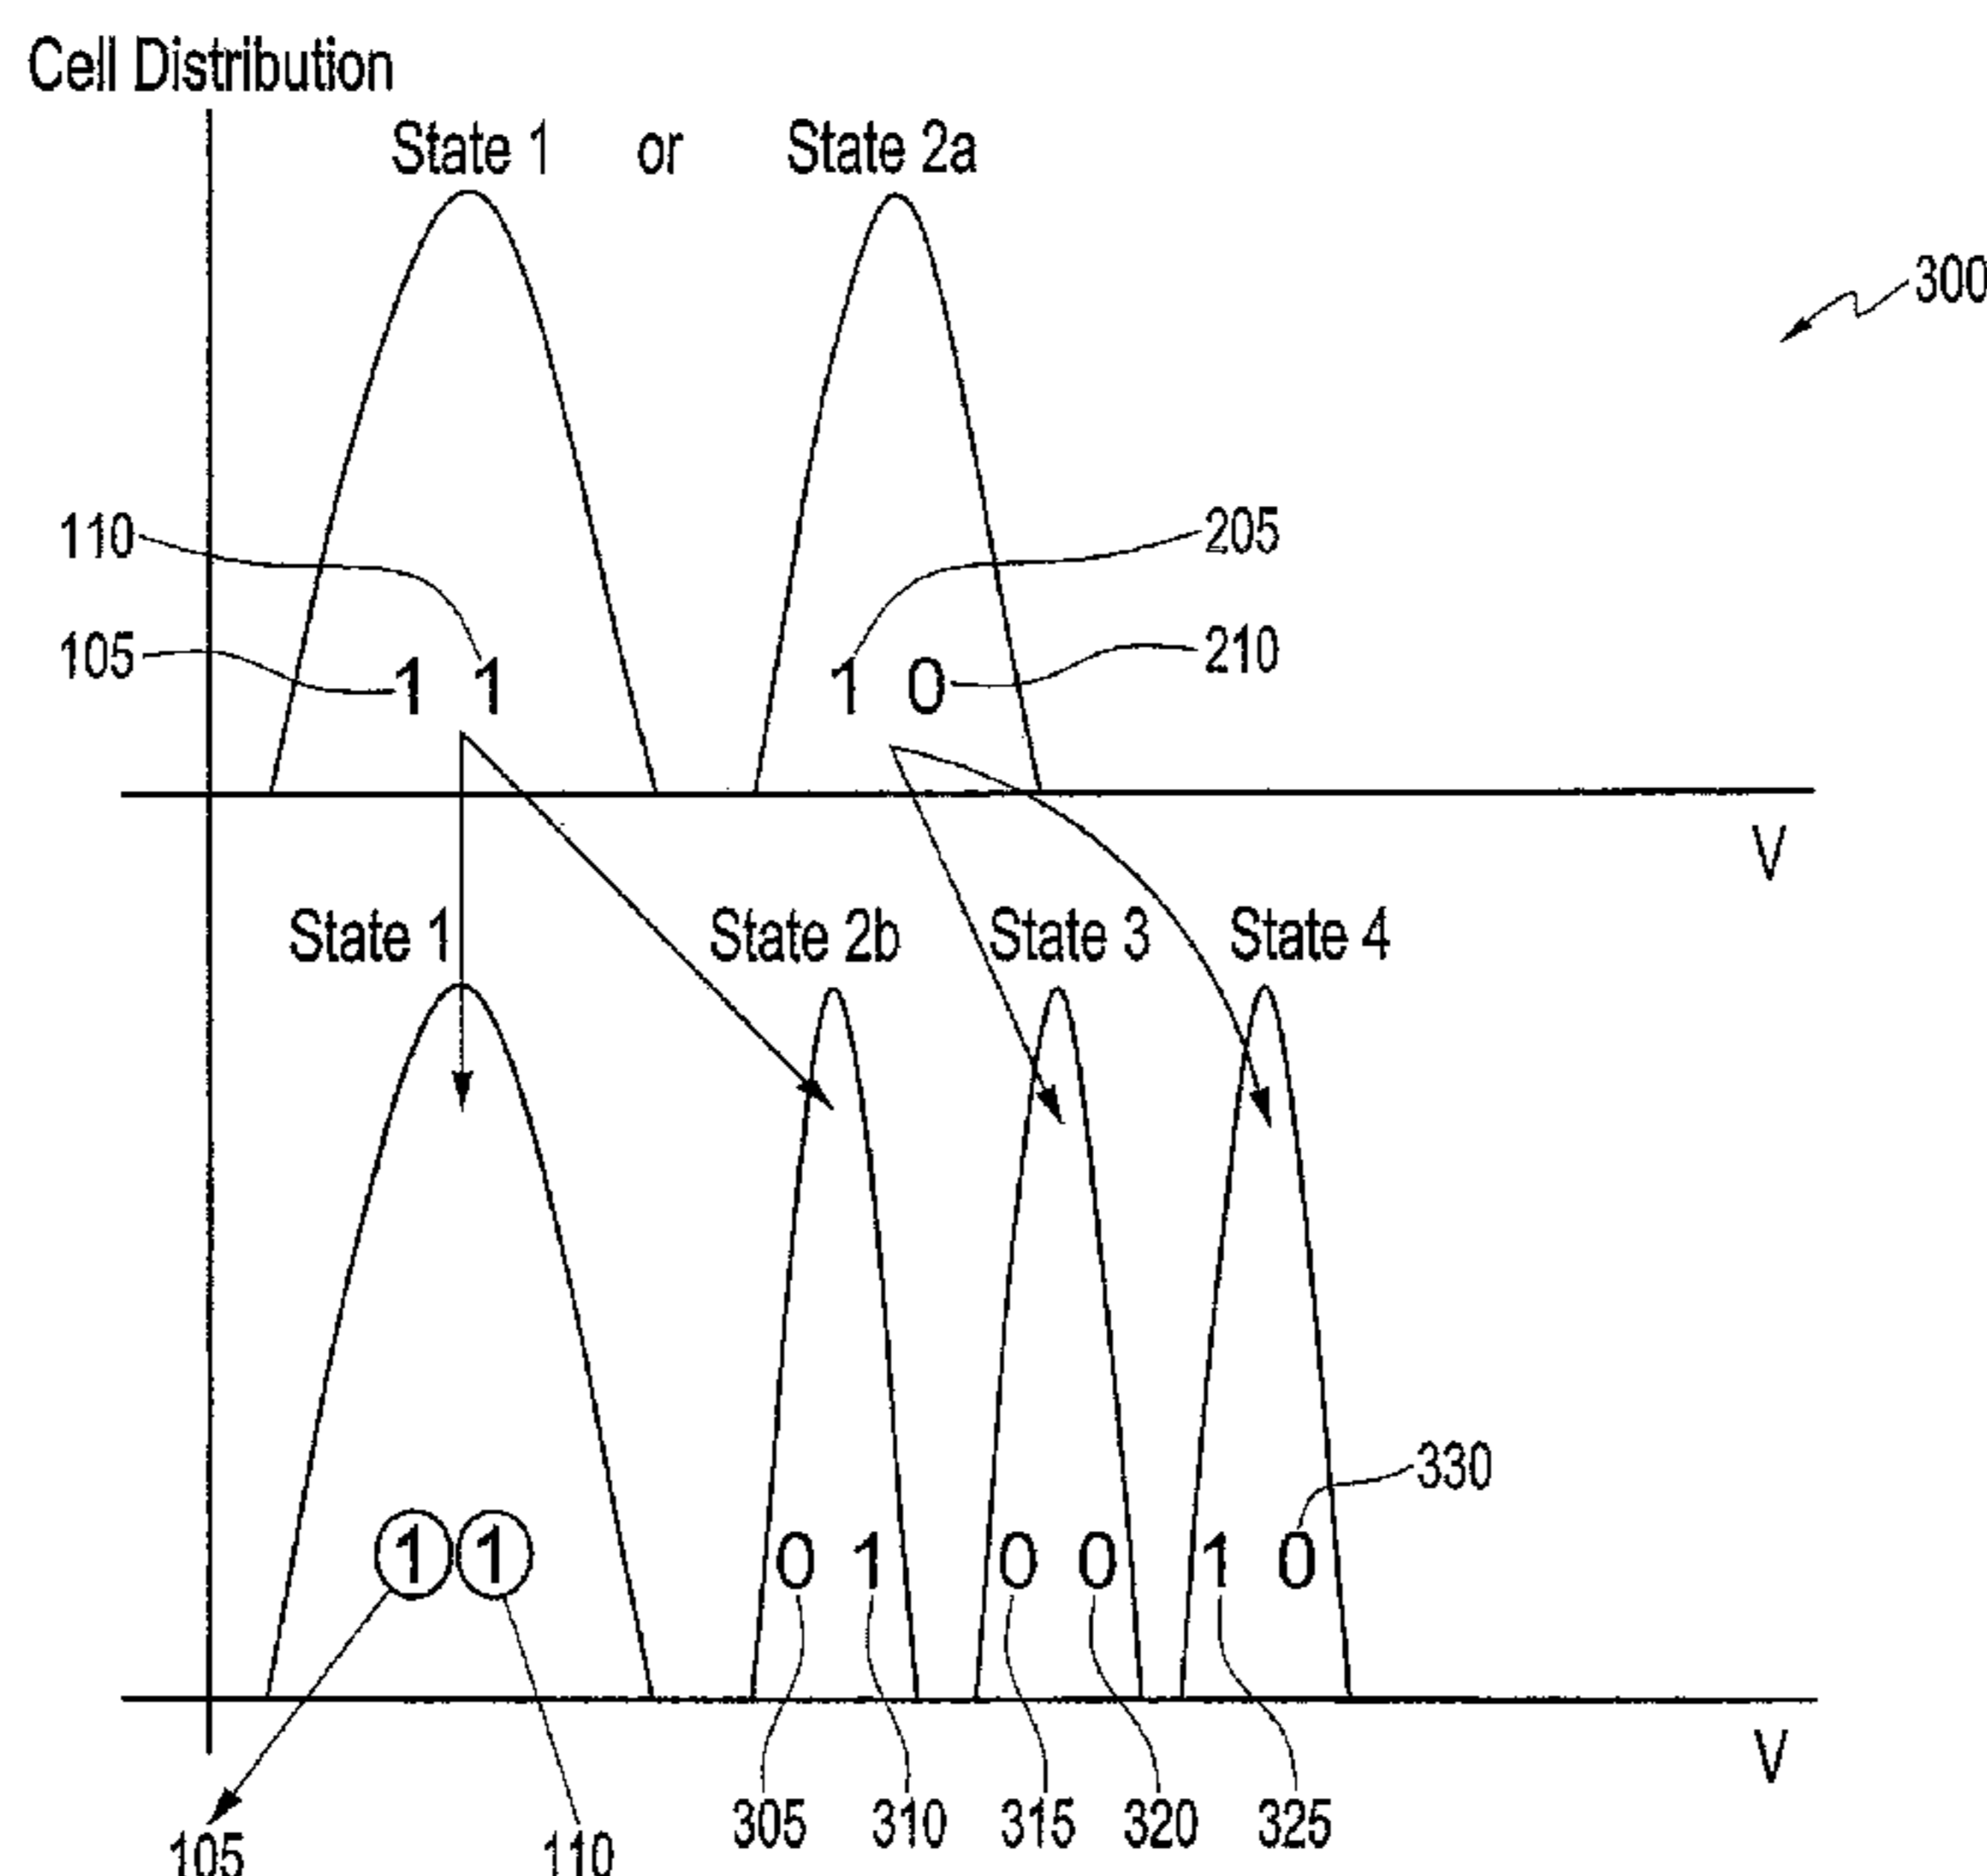 Cell Distribution
State 1 or State 2a
300
110
205
105
210
1 1
1 0
V
State 1 State 2b State 3 State 4
330
1 1 0 1 0 0 1 0
V
305 310 315 320 325
105 110